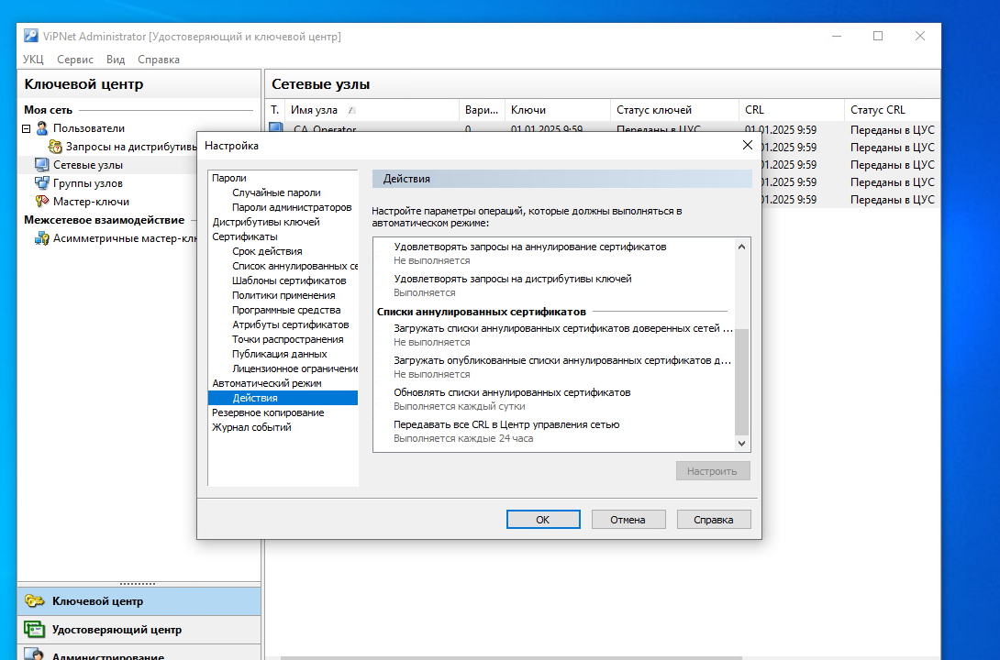 ViPNet Administrator [Удостоверяющий и ключевой центр]
УКЦ Сервис Вид Справка
Ключевой центр
Моя сеть
Пользователи
Запросы на дистрибутивы
Сетевые узлы
Группы узлов
Мастер-ключи
Межсетевое взаимодействие
Асимметричные мастер-кл
Ключевой центр
Удостоверяющий центр
Администрирование
Сетевые узлы
Т. Имя узла Вари... Ключи Статус ключей CRL Статус CRL
CA_Operator 0 01.01.2025 9:59 Переданы в ЦУС 01.01.2025 9:59 Переданы в ЦУС
01.2025 9:59 Переданы в ЦУС
01.2025 9:59 Переданы в ЦУС
01.2025 9:59 Переданы в ЦУС
01.2025 9:59 Переданы в ЦУС
Настройка
Пароли
Случайные пароли
Пароли администраторов
Дистрибутивы ключей
Сертификаты
Срок действия
Список аннулированных се
Шаблоны сертификатов
Политики применения
Программные средства
Атрибуты сертификатов
Точки распространения
Публикация данных
Лицензионное ограничение
Автоматический режим
Действия
Резервное копирование
Журнал событий
Действия
Настройте параметры операций, которые должны выполняться в
автоматическом режиме:
Удовлетворять запросы на аннулирование сертификатов
Не выполняется
Удовлетворять запросы на дистрибутивы ключей
Выполняется
Списки аннулированных сертификатов
Загружать списки аннулированных сертификатов доверенных сетей ...
Не выполняется
Загружать опубликованные списки аннулированных сертификатов д...
Не выполняется
Обновлять списки аннулированных сертификатов
Выполняется каждый сутки
Передавать все CRL в Центр управления сетью
Выполняется каждые 24 часа
Настроить
ОК Отмена Справка